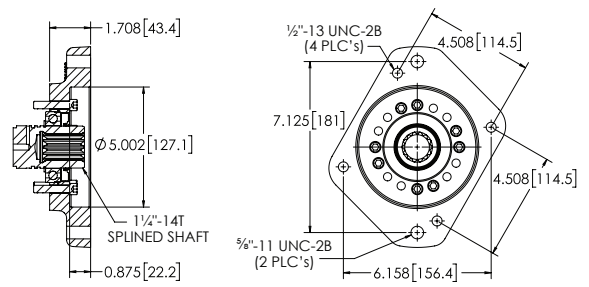 1.708[43.4]
Ø5.002[127.1]
1¼"-14T
SPLINED SHAFT
0.875[22.2]
½"-13 UNC-2B
(4 PLC's)
4.508[114.5]
7.125[181]
4.508[114.5]
⅝"-11 UNC-2B
(2 PLC's)
6.158[156.4]